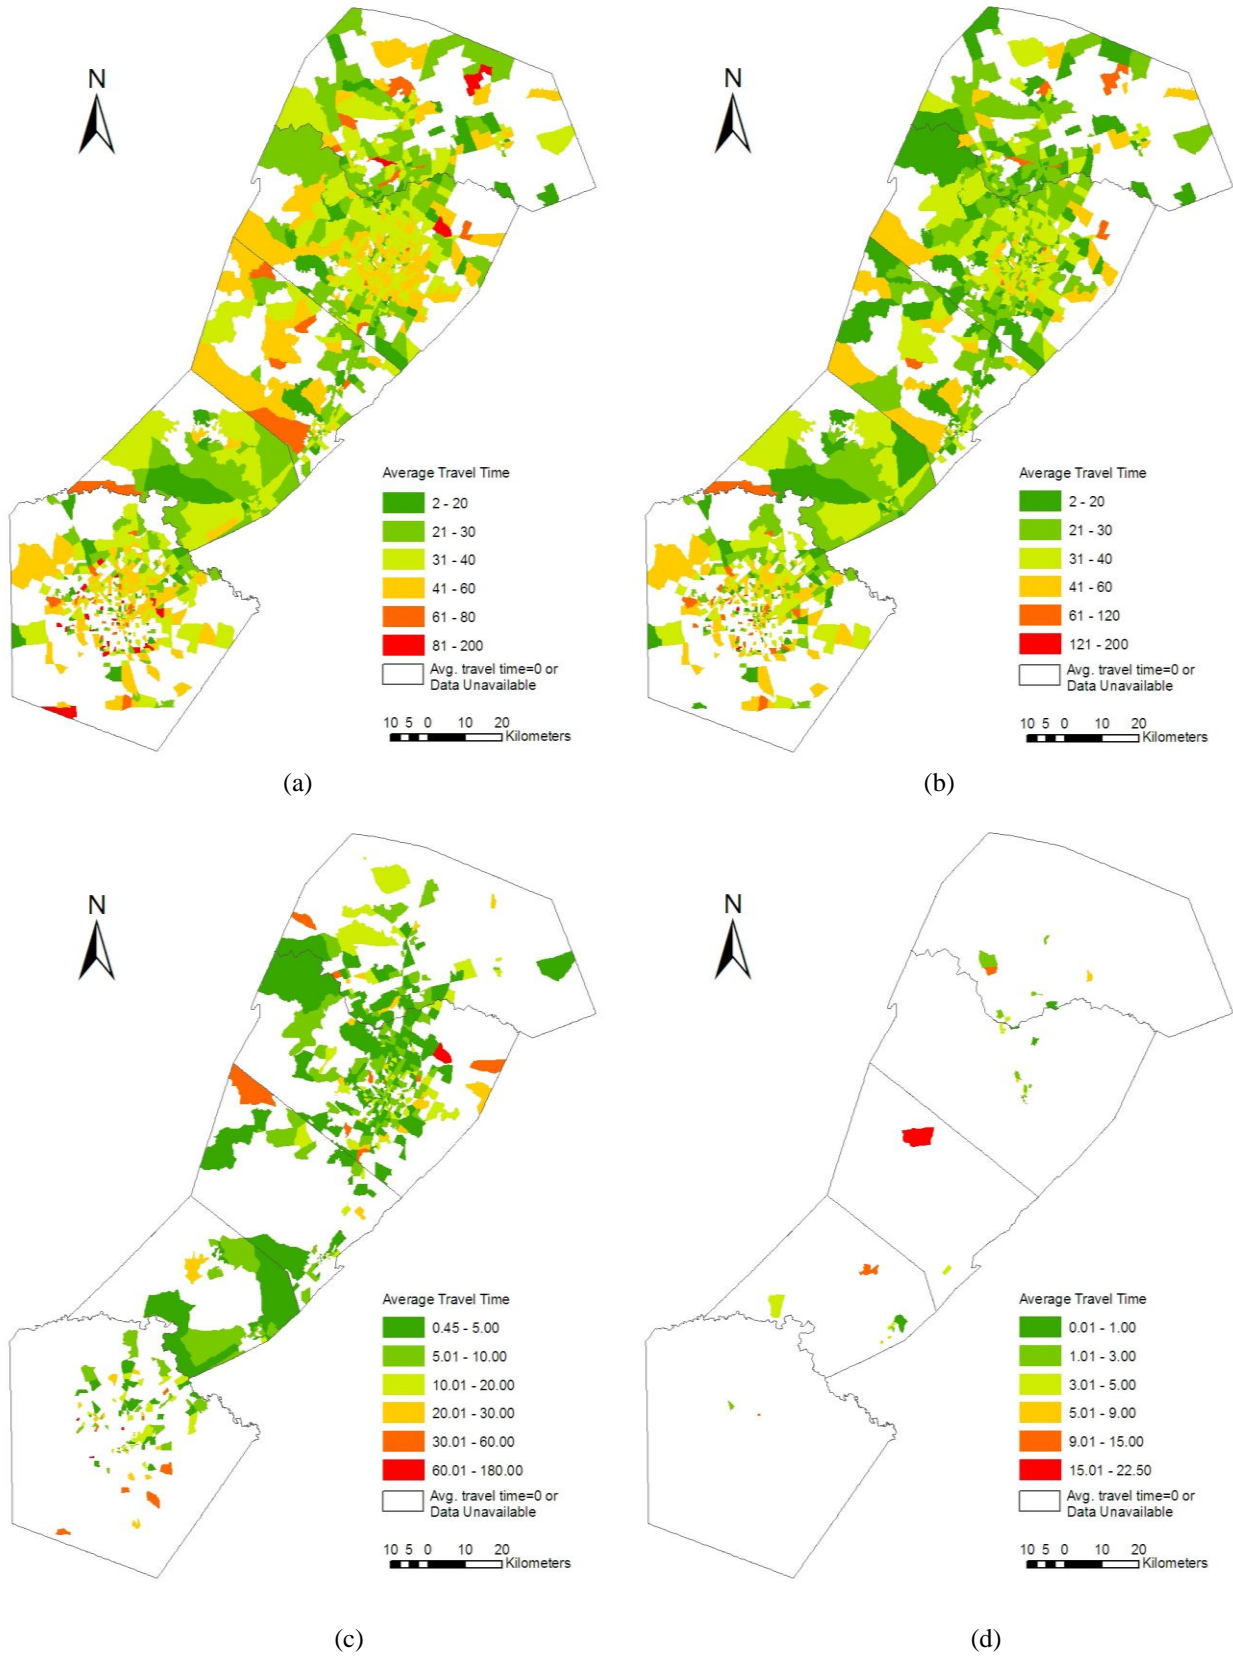 N
Average Travel Time
2 - 20
21 - 30
31 - 40
41 - 60
61 - 80
81 - 200
Avg. travel time=0 or
Data Unavailable
10 5 0 10 20
Kilometers
(a)
N
Average Travel Time
2 - 20
21 - 30
31 - 40
41 - 60
61 - 120
121 - 200
Avg. travel time=0 or
Data Unavailable
10 5 0 10 20
Kilometers
(b)
N
Average Travel Time
0.45 - 5.00
5.01 - 10.00
10.01 - 20.00
20.01 - 30.00
30.01 - 60.00
60.01 - 180.00
Avg. travel time=0 or
Data Unavailable
10 5 0 10 20
Kilometers
(c)
N
Average Travel Time
0.01 - 1.00
1.01 - 3.00
3.01 - 5.00
5.01 - 9.00
9.01 - 15.00
15.01 - 22.50
Avg. travel time=0 or
Data Unavailable
10 5 0 10 20
Kilometers
(d)